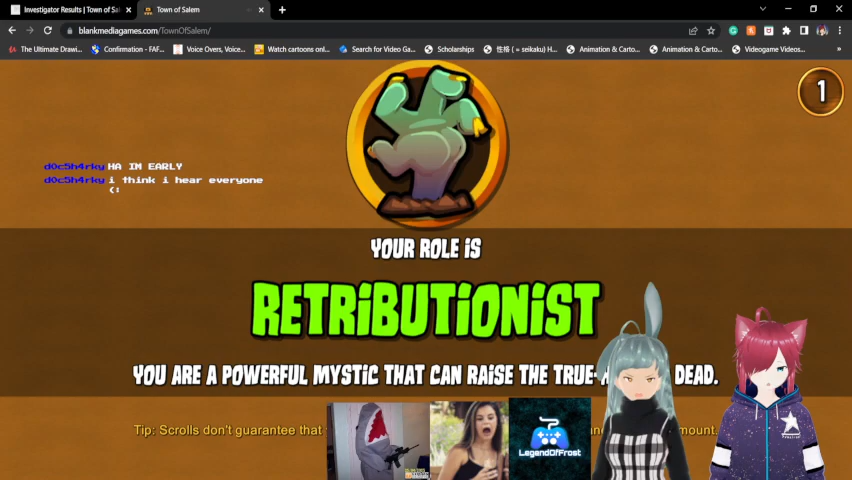 Investigator Results | Town of Sal
Town of Salem
blankmediagames.com/TownOfSalem/
The Ultimate Drawi...
Confirmation - FAF...
Voice Overs, Voice...
Watch cartoons onl...
Search for Video Ga...
Scholarships
性格 ( = seikaku) H...
Animation & Carto...
Animation & Carto...
Videogame Videos...
1
d0c5h4rky HA IM EARLY
d0c5h4rky i think i hear everyone
(:
YOUR ROLE IS
RETRIBUTIONIST
YOU ARE A POWERFUL MYSTIC THAT CAN RAISE THE TRUE- DEAD.
Tip: Scrolls don't guarantee that mount.
LegendOfFrost